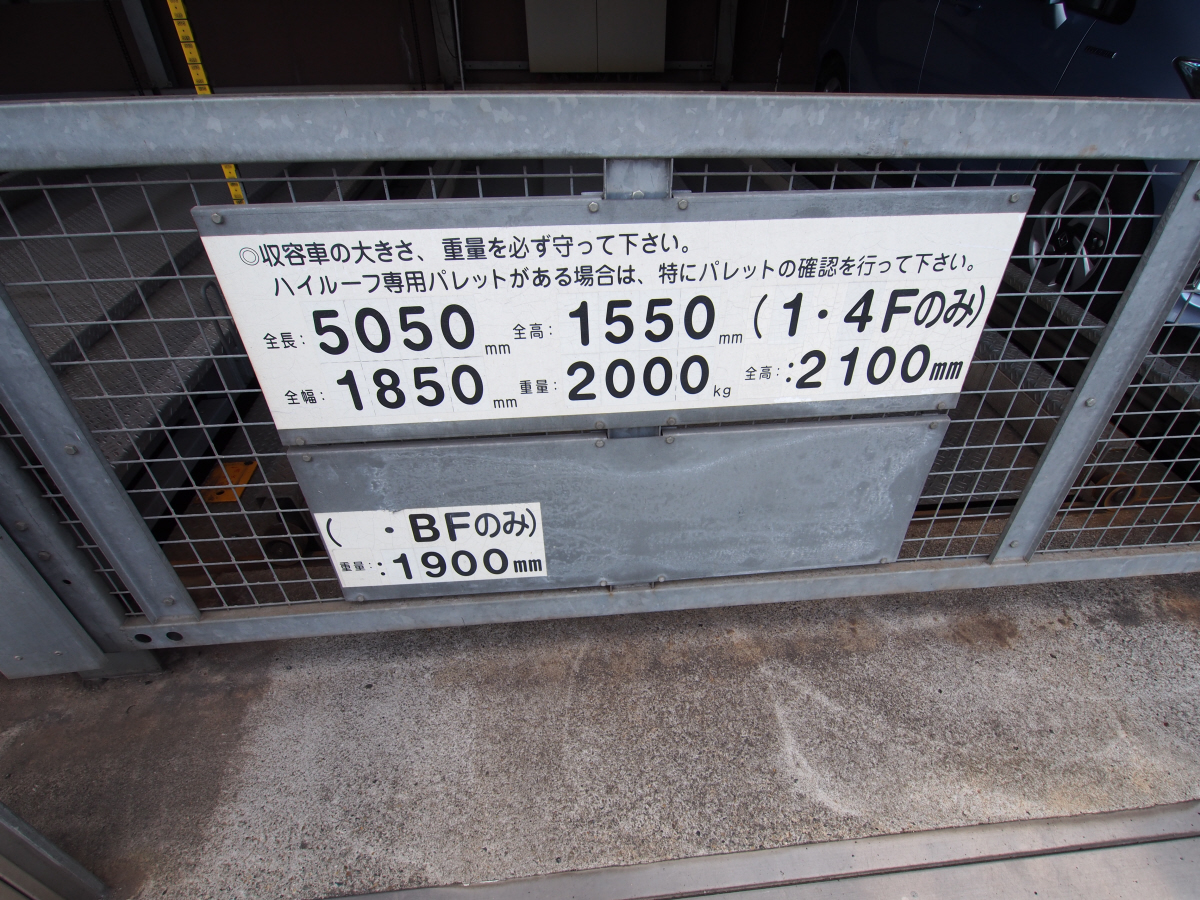 ◎収容車の大きさ、重量を必ず守って下さい。
ハイルーフ専用パレットがある場合は、特にパレットの確認を行って下さい。
全長：5050mm 全高：1550mm (1・4Fのみ)
全幅：1850mm 重量：2000kg 全高：:2100mm
( ・BFのみ)
重量：:1900mm